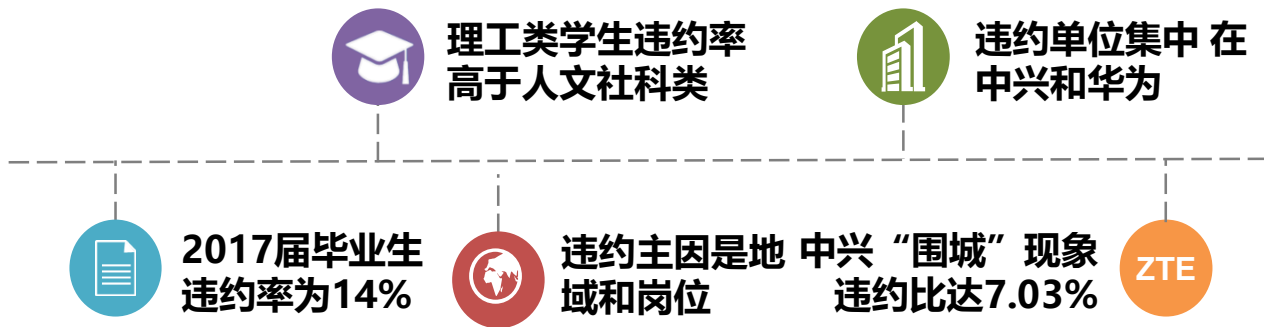 理工类学生违约率
高于人文社科类
违约单位集中 在
中兴和华为
2017届毕业生
违约率为14%
违约主因是地
域和岗位
中兴“围城”现象
违约比达7.03%
ZTE